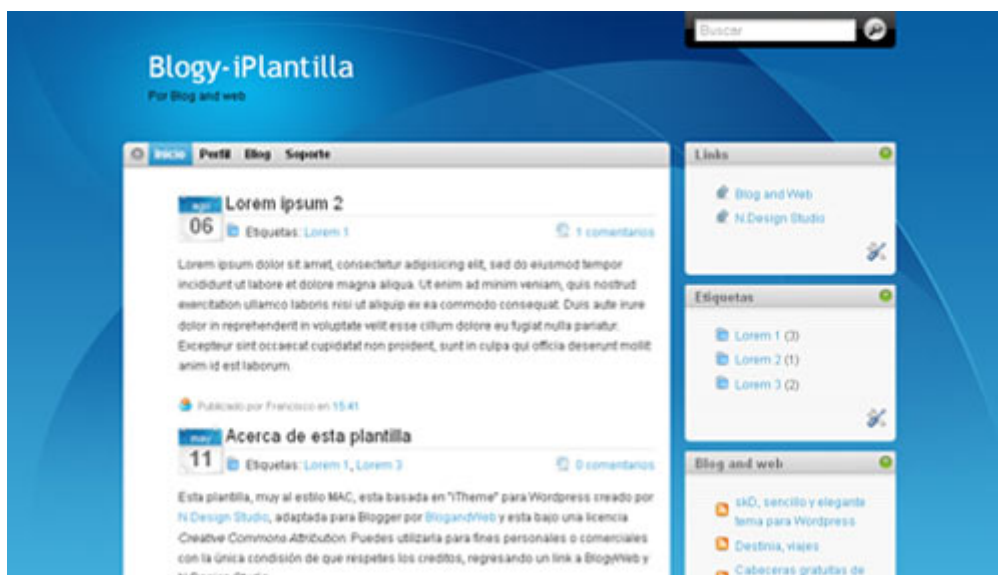 Buscar
Blogy-iPlantilla
Por Blog and web
Inicio Perfil Blog Soporte
ago
06
Lorem ipsum 2
Etiquetas: Lorem 1
1 comentarios
Lorem ipsum dolor sit amet, consectetur adipisicing elit, sed do eiusmod tempor
incididunt ut labore et dolore magna aliqua. Ut enim ad minim veniam, quis nostrud
exercitation ullamco laboris nisi ut aliquip ex ea commodo consequat. Duis aute irure
dolor in reprehenderit in voluptate velit esse cillum dolore eu fugiat nulla pariatur.
Excepteur sint occaecat cupidatat non proident, sunt in culpa qui officia deserunt mollit
anim id est laborum.
Publicado por Francisco en 15:41
may
11
Acerca de esta plantilla
Etiquetas: Lorem 1, Lorem 3
0 comentarios
Esta plantilla, muy al estilo MAC, esta basada en "iTheme" para Wordpress creado por
N.Design Studio, adaptada para Blogger por BlogandWeb y esta bajo una licencia
Creative Commons Attribution. Puedes utilizarla para fines personales o comerciales
con la única condición de que respetes los creditos, regresando un link a BlogyWeb y
N.Design Studio
Links
Blog and Web
N.Design Studio
Etiquetas
Lorem 1 (3)
Lorem 2 (1)
Lorem 3 (2)
Blog and web
skD, sencillo y elegante
tema para Wordpress
Destinia, viajes
Cabeceras gratuitas de